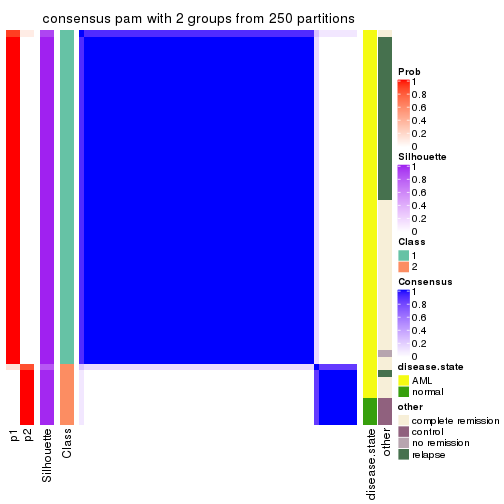 consensus pam with 2 groups from 250 partitions
Prob
1
0.8
0.6
0.4
0.2
0
Silhouette
1
0.8
0.6
0.4
0.2
0
Class
1
2
Consensus
1
0.8
0.6
0.4
0.2
0
disease.state
AML
normal
other
complete remission
control
no remission
relapse
p1
p2
Silhouette
Class
disease.state
other